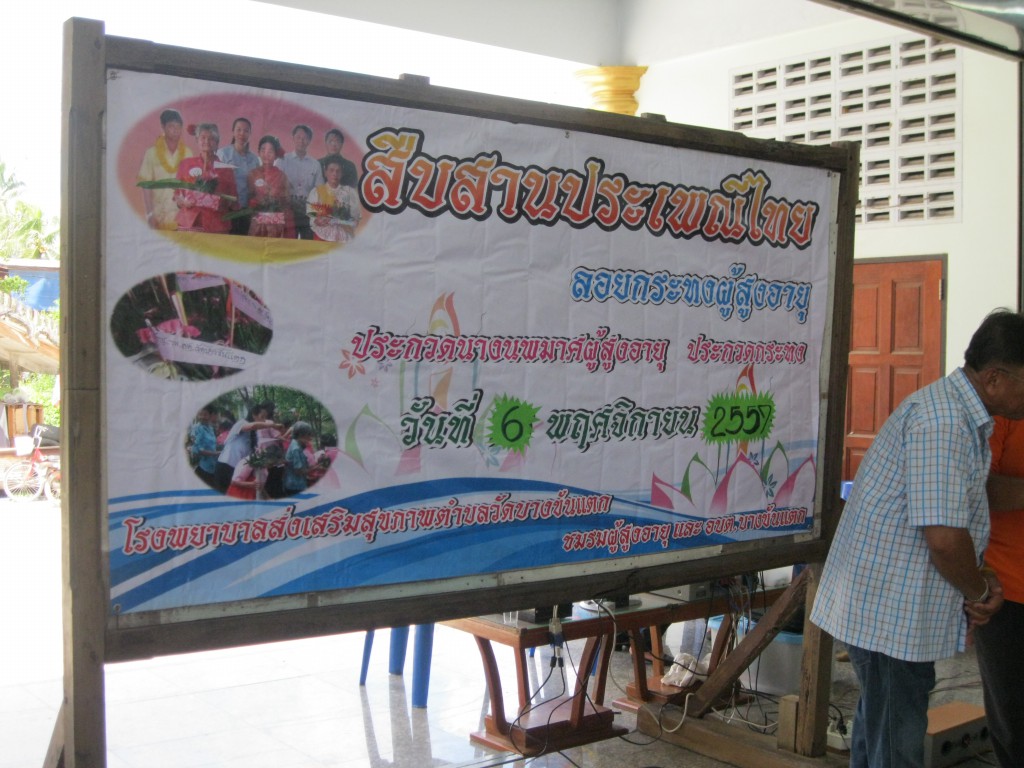 สืบสานประเพณีไทย
ลอยกระทงผู้สูงอายุ
ประกวดนางนพมาศผู้สูงอายุ ประกวดกระทง
วันที่ 6 พฤศจิกายน 2557
โรงพยาบาลส่งเสริมสุขภาพตำบลวัดบางขันแตก
ชมรมผู้สูงอายุ และ อบต.บางขันแตก